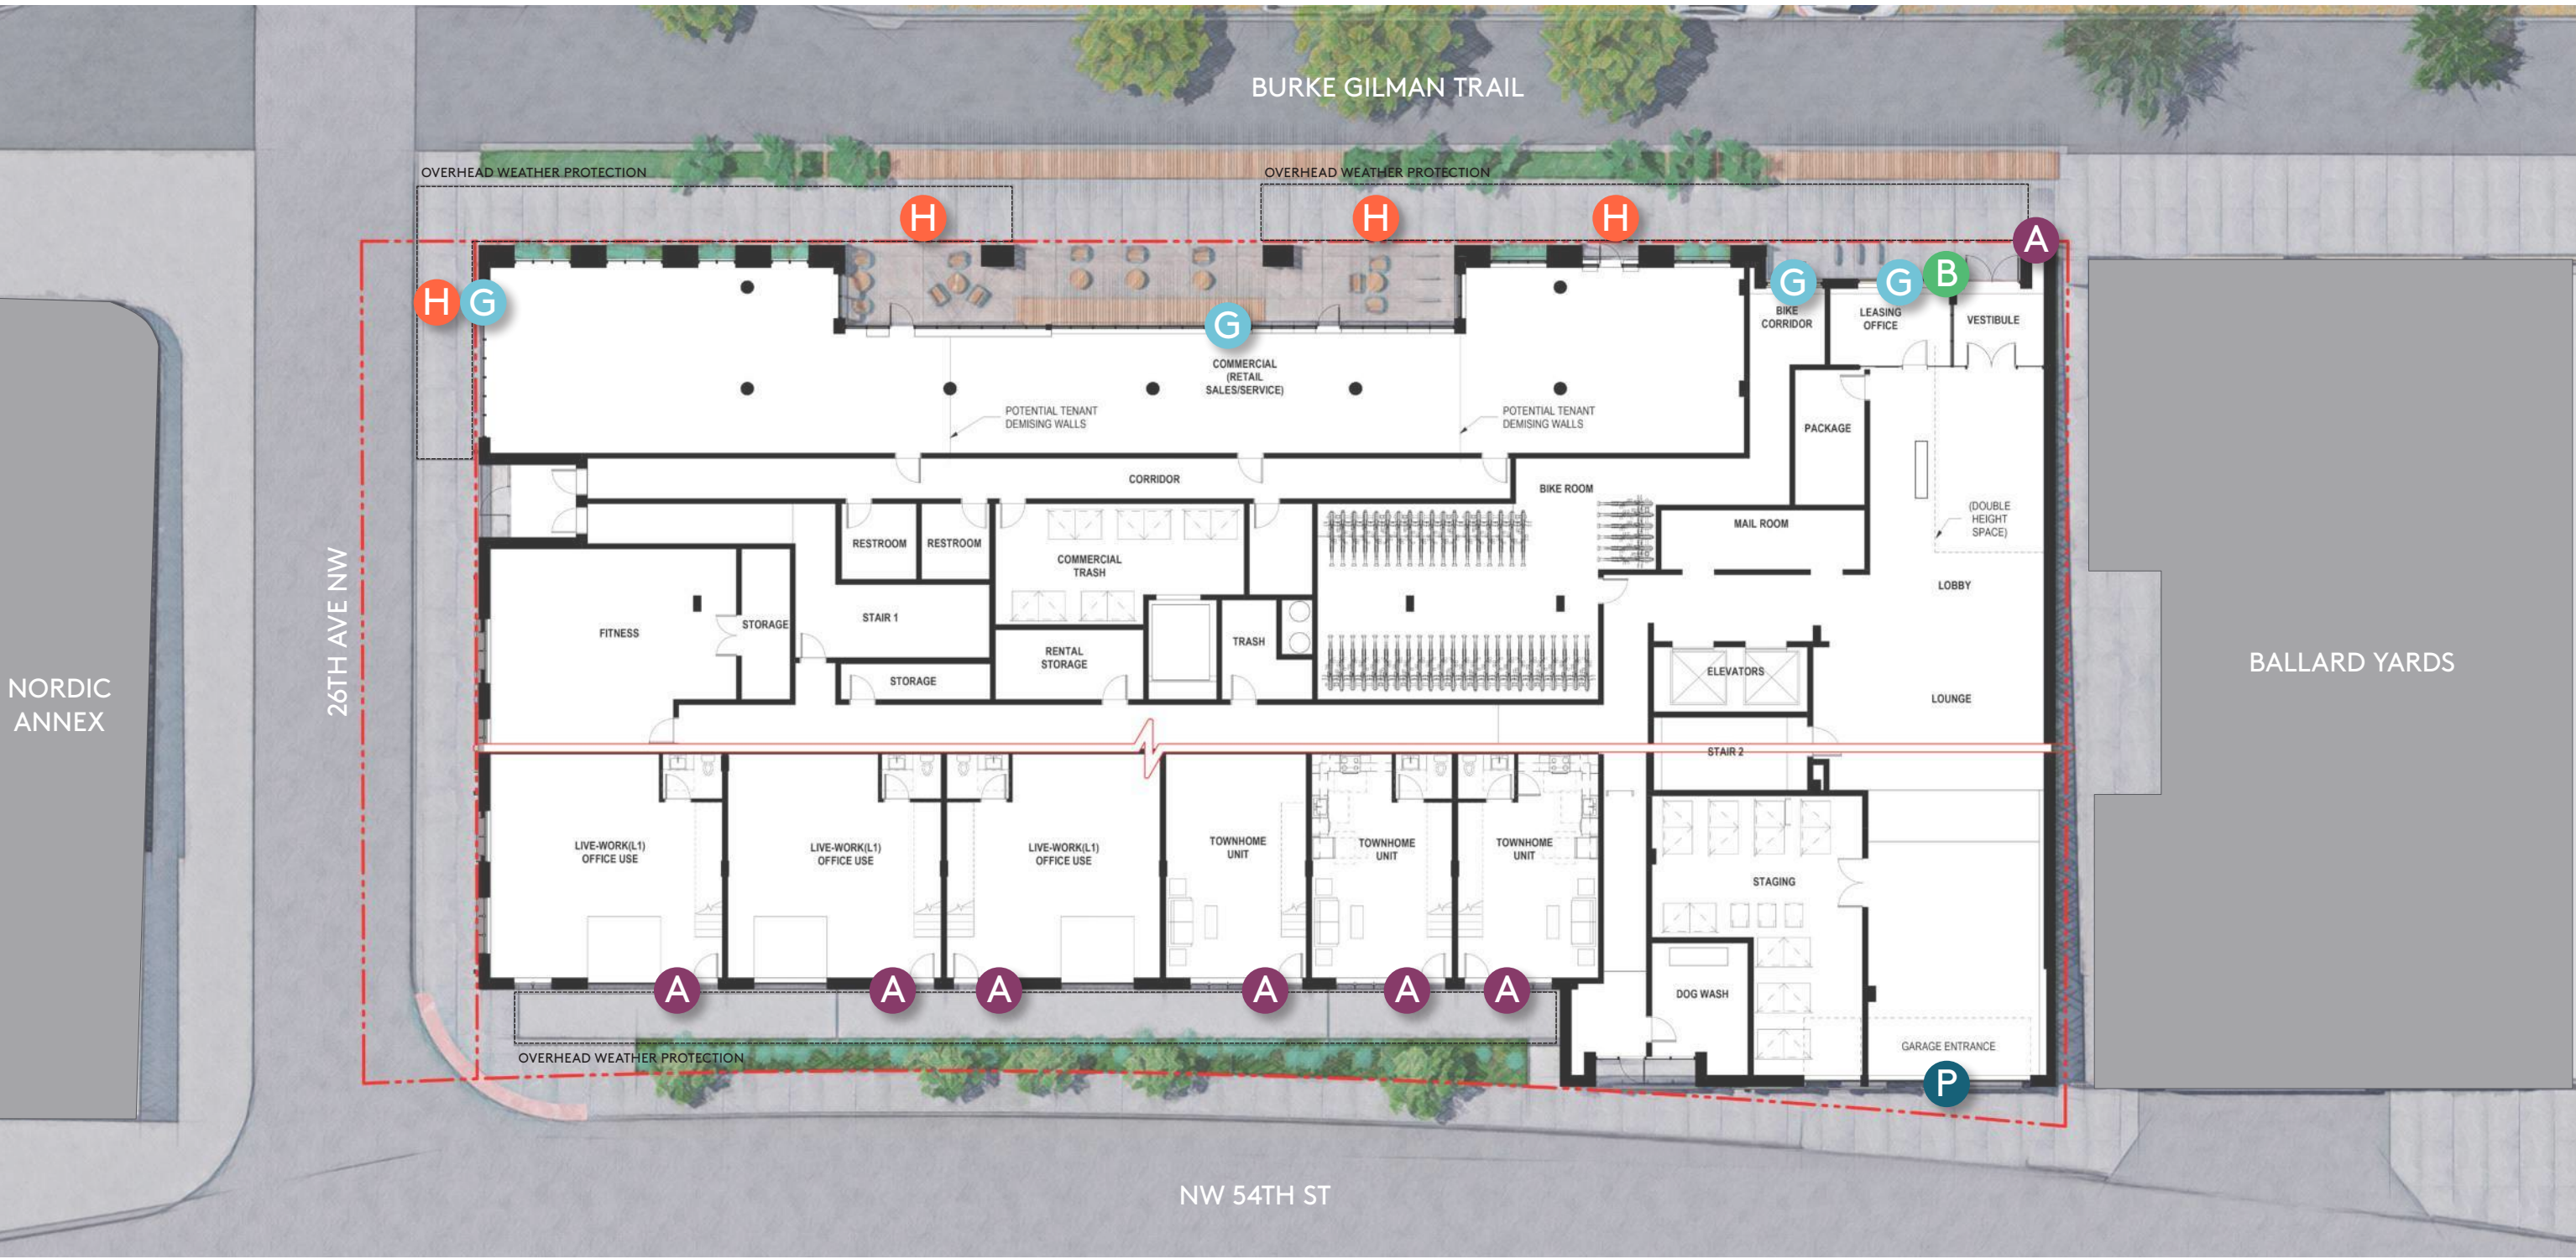 BURKE GILMAN TRAIL
OVERHEAD WEATHER PROTECTION
OVERHEAD WEATHER PROTECTION
H
H
H
A
H
G
G
G
B
G
BIKE
CORRIDOR
LEASING
OFFICE
VESTIBULE
COMMERCIAL
(RETAIL
SALES/SERVICE)
POTENTIAL TENANT
DEMISING WALLS
POTENTIAL TENANT
DEMISING WALLS
PACKAGE
CORRIDOR
BIKE ROOM
(DOUBLE
HEIGHT
SPACE)
MAIL ROOM
RESTROOM
RESTROOM
COMMERCIAL
TRASH
LOBBY
26TH AVE NW
FITNESS
STORAGE
STAIR 1
TRASH
RENTAL
STORAGE
STORAGE
ELEVATORS
LOUNGE
NORDIC
ANNEX
BALLARD YARDS
STAIR 2
LIVE-WORK(L1)
OFFICE USE
LIVE-WORK(L1)
OFFICE USE
LIVE-WORK(L1)
OFFICE USE
TOWNHOME
UNIT
TOWNHOME
UNIT
TOWNHOME
UNIT
STAGING
A
A
A
A
A
A
DOG WASH
OVERHEAD WEATHER PROTECTION
GARAGE ENTRANCE
P
NW 54TH ST